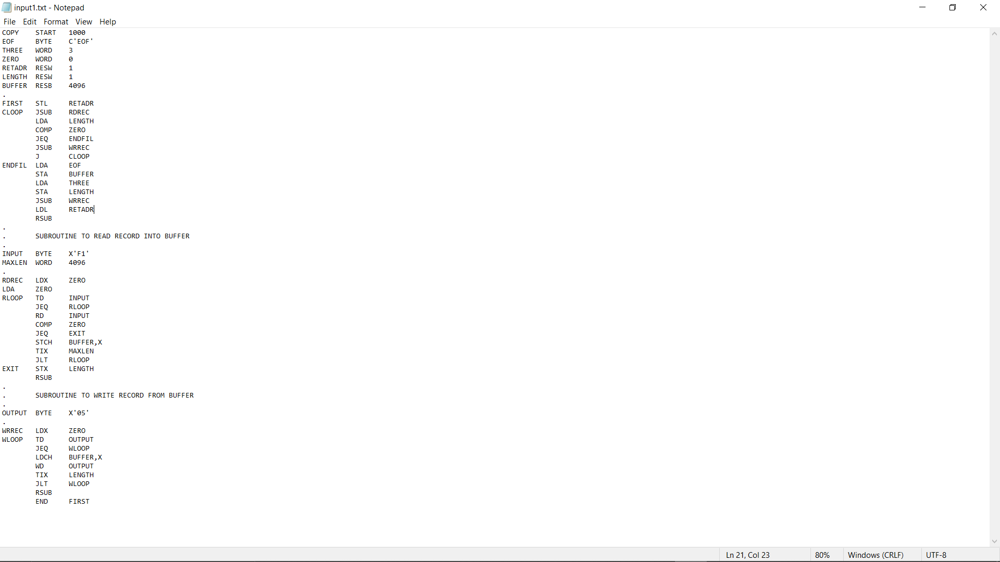 input1.txt - Notepad
File Edit Format View Help
COPY    START   1000
EOF     BYTE    C'EOF'
THREE   WORD    3
ZERO    WORD    0
RETADR  RESW    1
LENGTH  RESW    1
BUFFER  RESB    4096
.
FIRST   STL     RETADR
CLOOP   JSUB    RDREC
        LDA     LENGTH
        COMP    ZERO
        JEQ     ENDFIL
        JSUB    WRREC
        J       CLOOP
ENDFIL  LDA     EOF
        STA     BUFFER
        LDA     THREE
        STA     LENGTH
        JSUB    WRREC
        LDL     RETADR
        RSUB
.
.       SUBROUTINE TO READ RECORD INTO BUFFER
.
INPUT   BYTE    X'F1'
MAXLEN  WORD    4096
.
RDREC   LDX     ZERO
LDA     ZERO
RLOOP   TD      INPUT
        JEQ     RLOOP
        RD      INPUT
        COMP    ZERO
        JEQ     EXIT
        STCH    BUFFER,X
        TIX     MAXLEN
        JLT     RLOOP
EXIT    STX     LENGTH
        RSUB
.
.       SUBROUTINE TO WRITE RECORD FROM BUFFER
.
OUTPUT  BYTE    X'05'
.
WRREC   LDX     ZERO
WLOOP   TD      OUTPUT
        JEQ     WLOOP
        LDCH    BUFFER,X
        WD      OUTPUT
        TIX     LENGTH
        JLT     WLOOP
        RSUB
        END     FIRST
Ln 21, Col 23 80% Windows (CRLF) UTF-8